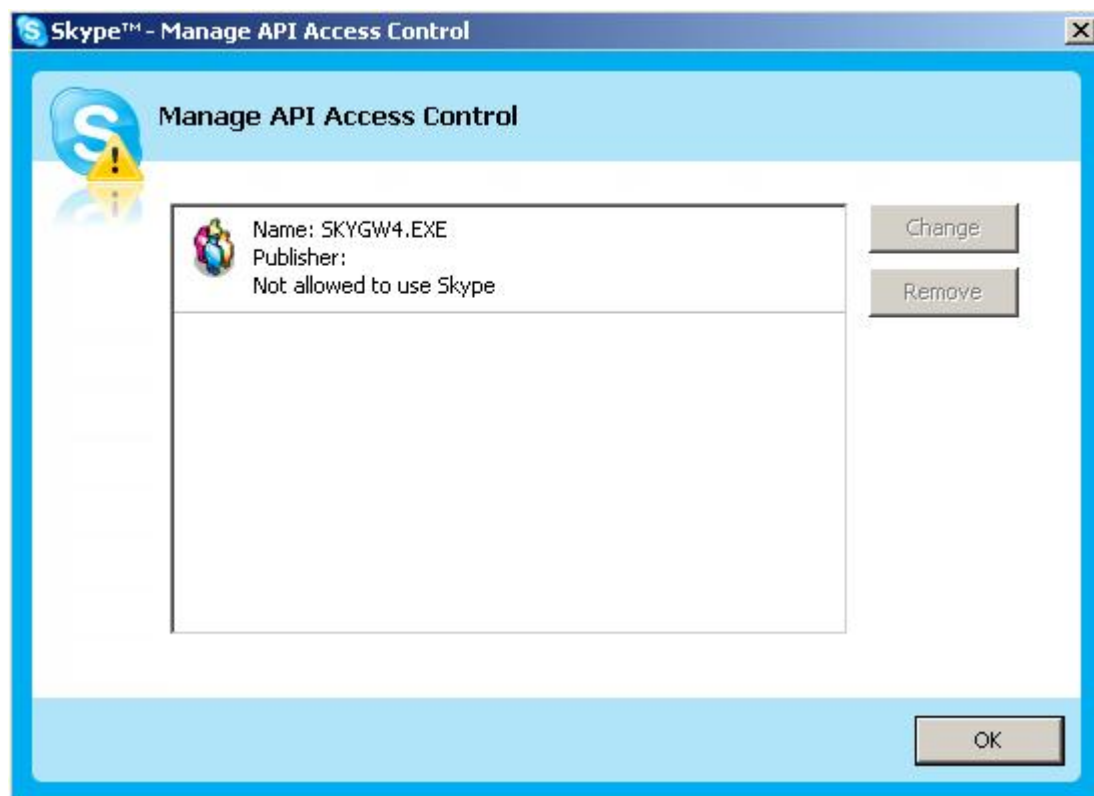 Skype™ - Manage API Access Control
Manage API Access Control
Name: SKYGW4.EXE
Publisher:
Not allowed to use Skype
Change
Remove
OK